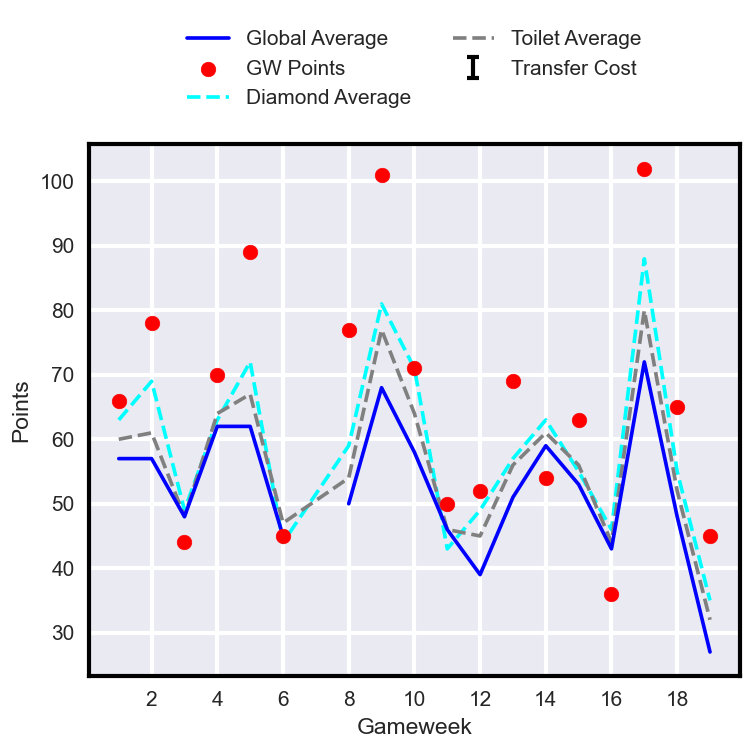 Global Average
Toilet Average
GW Points
Transfer Cost
Diamond Average
100
90
80
70
60
50
40
30
Points
2 4 6 8 10 12 14 16 18
Gameweek